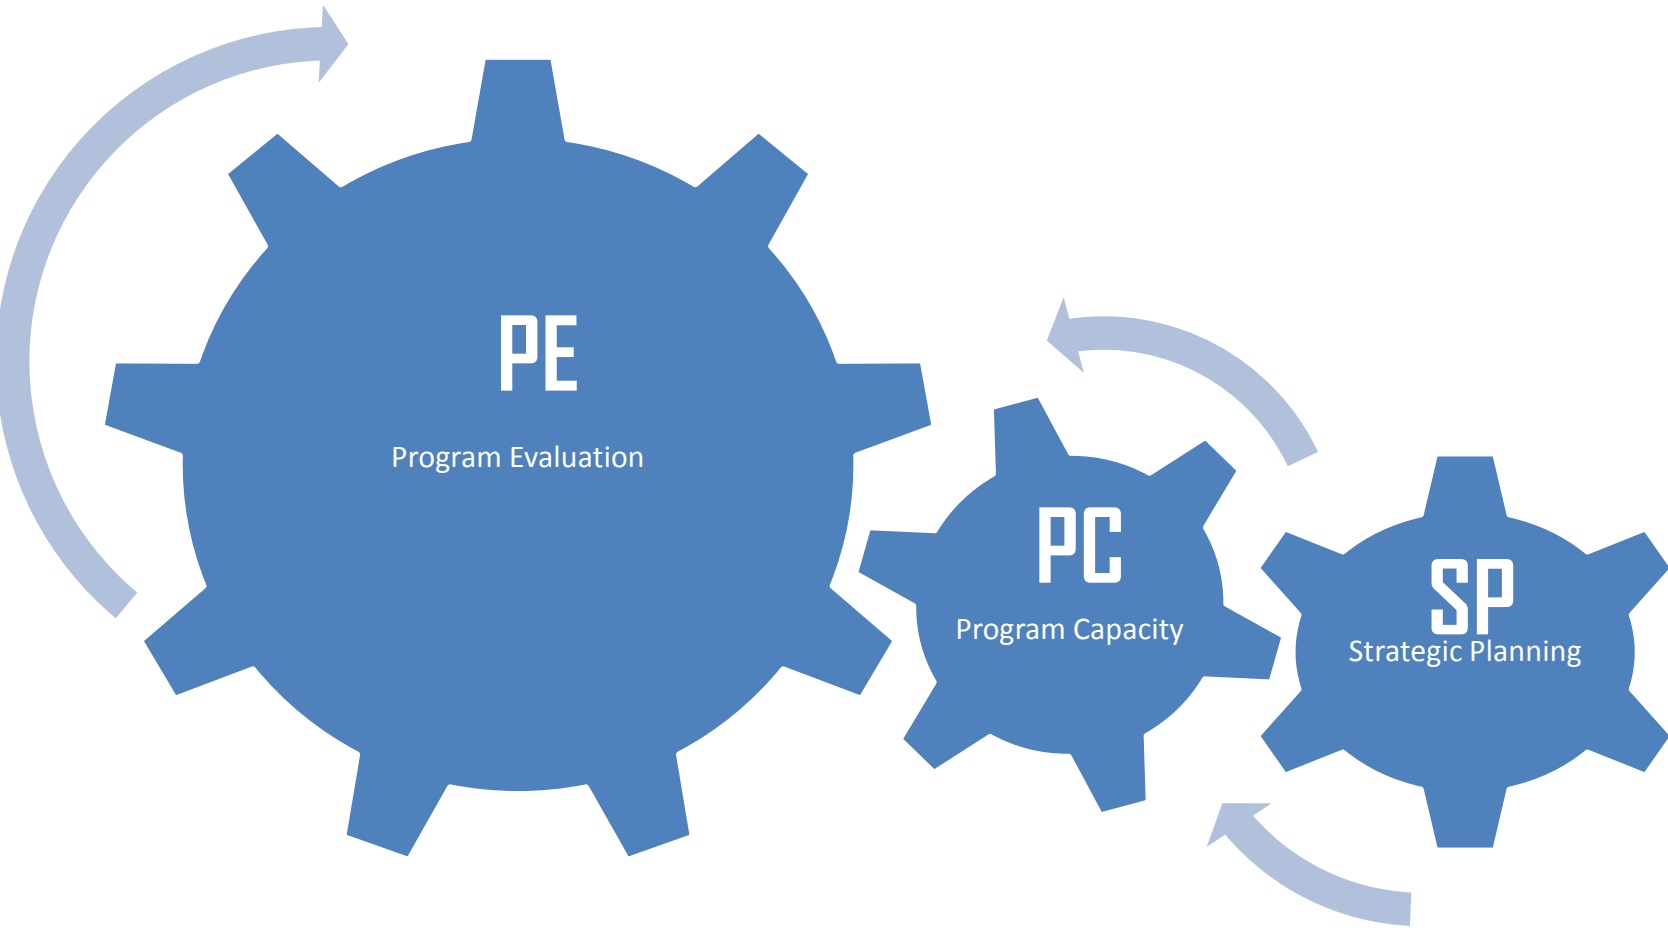 PE
Program Evaluation
PC
Program Capacity
SP
Strategic Planning